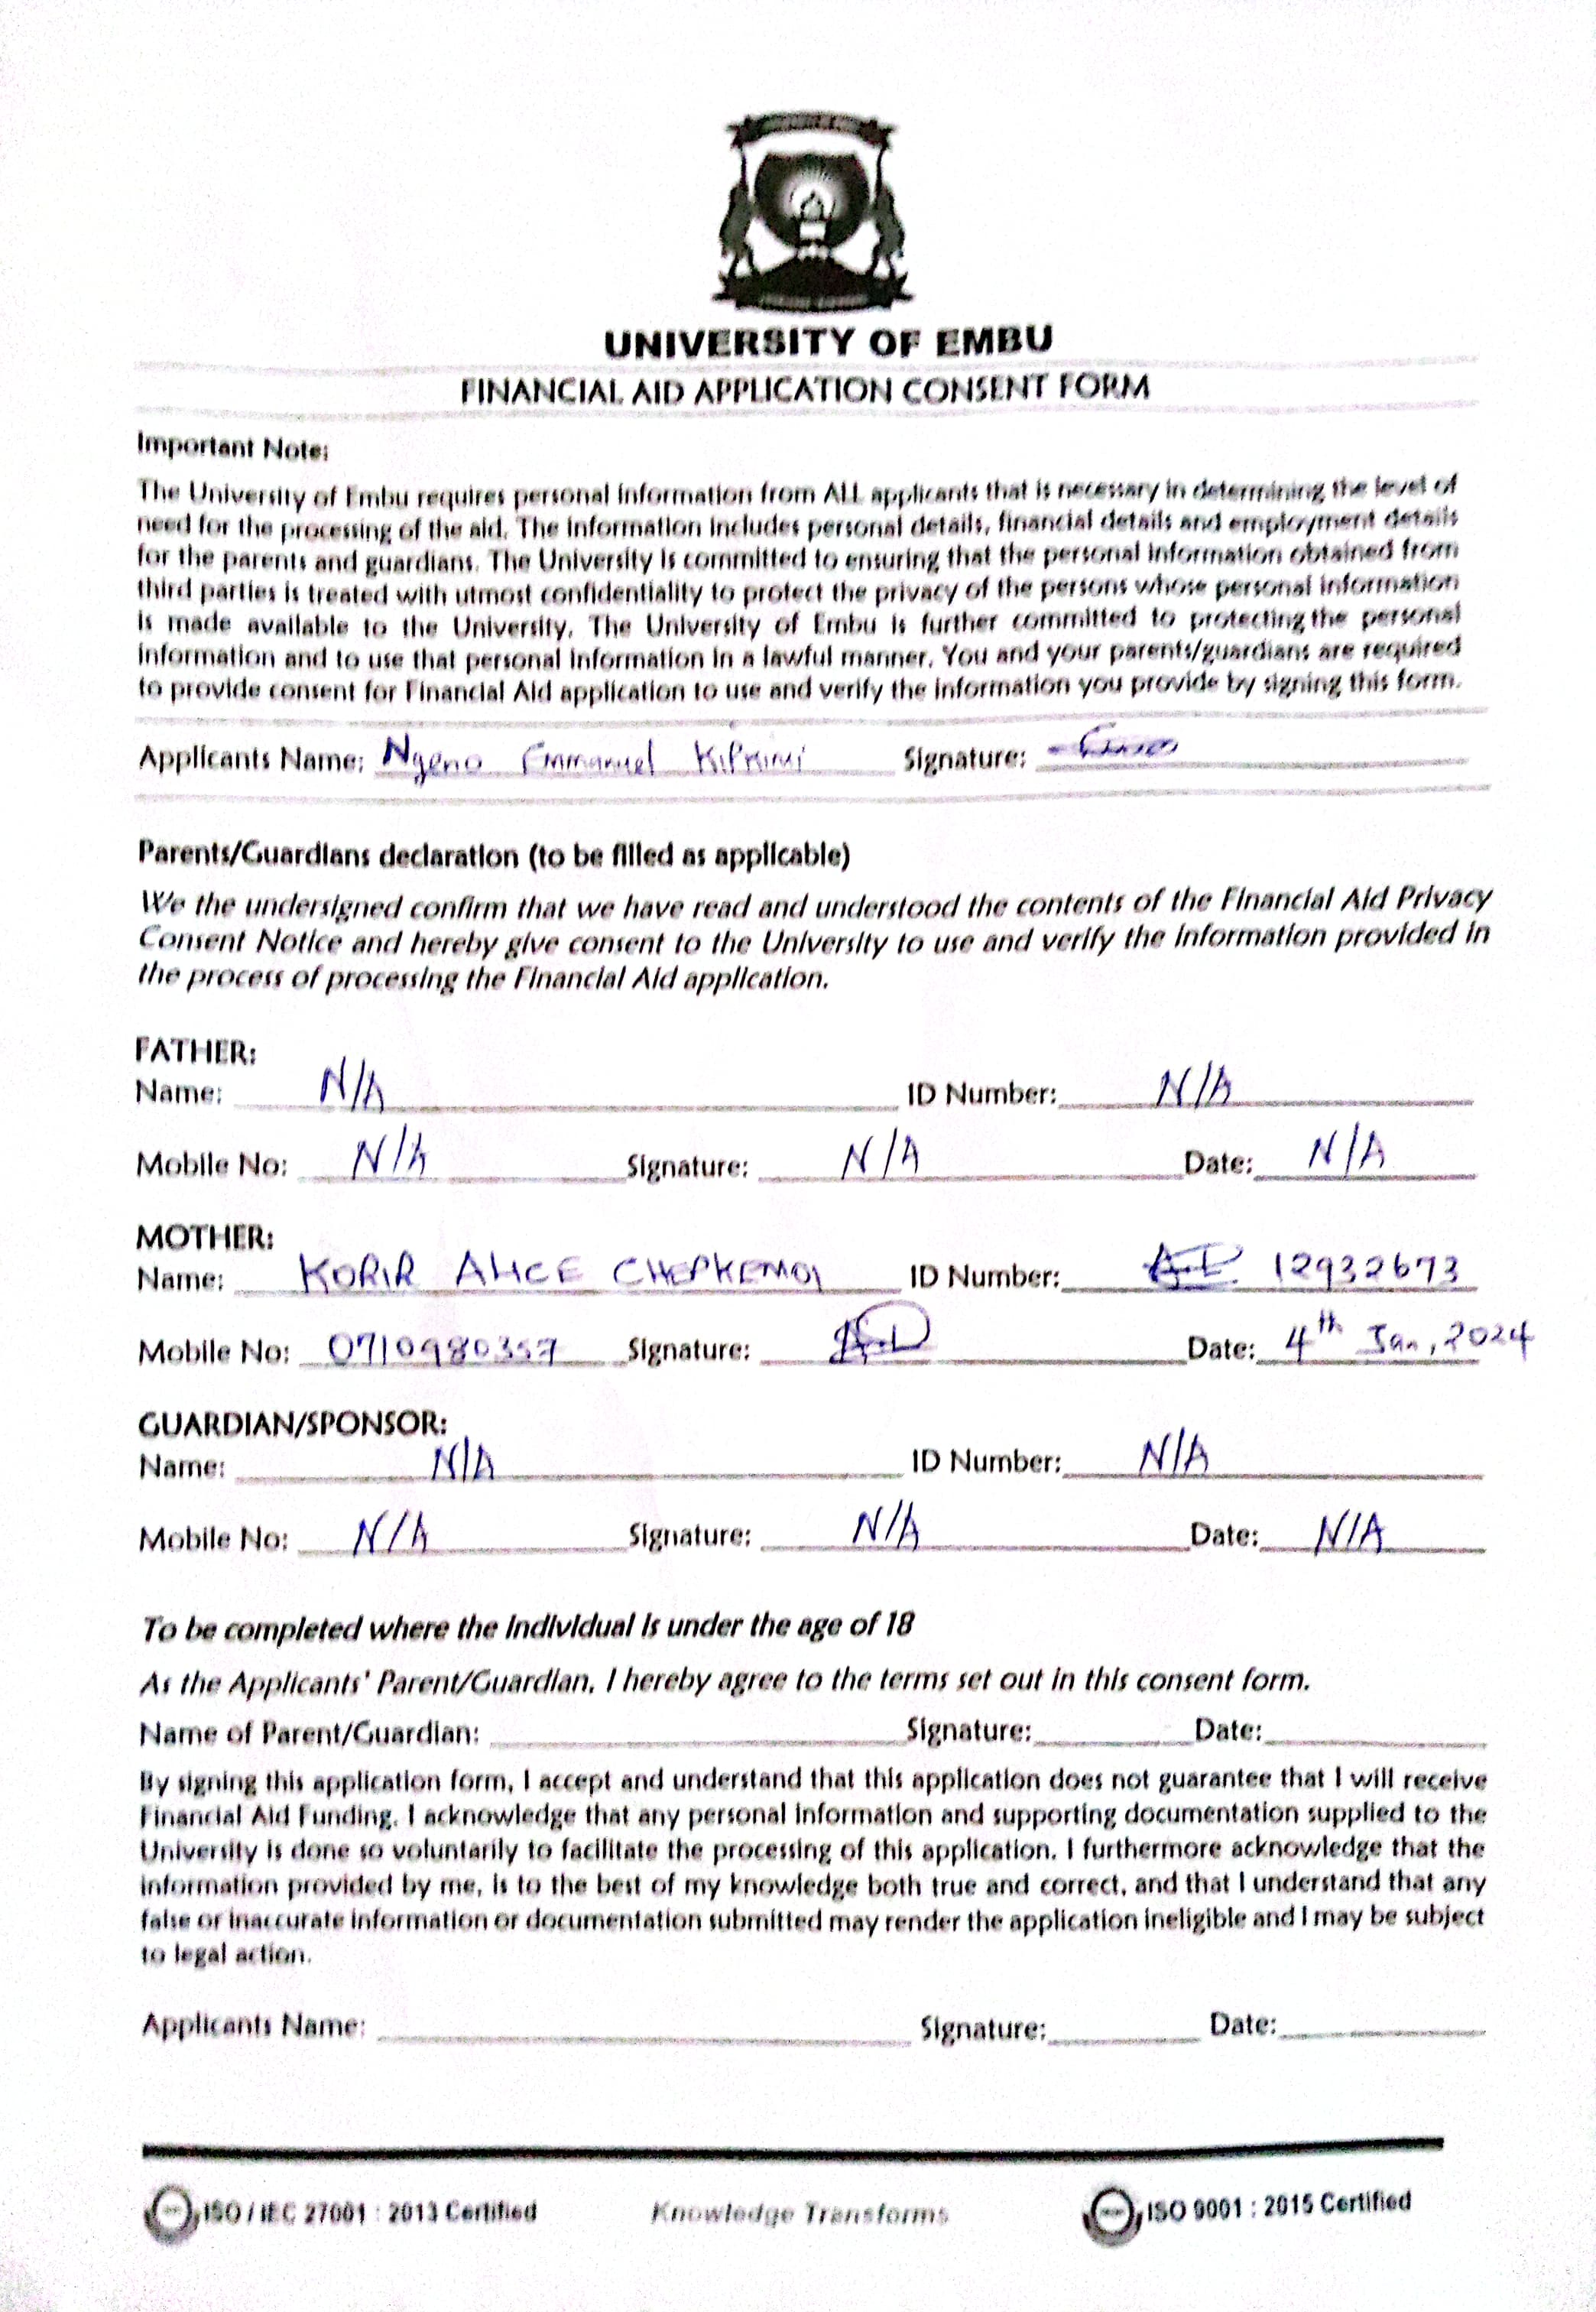 UNIVERSITY OF EMBU
FINANCIAL AID APPLICATION CONSENT FORM
Important Note:
The University of Embu requires personal information from ALL applicants that is necessary in determining the level of
need for the processing of the aid. The information includes personal details, financial details and employment details
for the parents and guardians. The University is committed to ensuring that the personal information obtained from
third parties is treated with utmost confidentiality to protect the privacy of the persons whose personal information
is made available to the University. The University of Embu is further committed to protecting the personal
information and to use that personal information in a lawful manner. You and your parents/guardians are required
to provide consent for Financial Aid application to use and verify the information you provide by signing this form.
Applicants Name: Ngeno Emmanuel Kiprui Signature:
Parents/Guardians declaration (to be filled as applicable)
We the undersigned confirm that we have read and understood the contents of the Financial Aid Privacy
Consent Notice and hereby give consent to the University to use and verify the information provided in
the process of processing the Financial Aid application.
FATHER:
Name: N/A ID Number: N/A
Mobile No: N/A Signature: N/A Date: N/A
MOTHER:
Name: KORIR ALICE CHEPKEMOI ID Number: 12932673
Mobile No: 0710980357 Signature: Date: 4th Jan, 2024
GUARDIAN/SPONSOR:
Name: N/A ID Number: N/A
Mobile No: N/A Signature: N/A Date: N/A
To be completed where the individual is under the age of 18
As the Applicants' Parent/Guardian, I hereby agree to the terms set out in this consent form.
Name of Parent/Guardian: Signature: Date:
By signing this application form, I accept and understand that this application does not guarantee that I will receive
Financial Aid Funding. I acknowledge that any personal information and supporting documentation supplied to the
University is done so voluntarily to facilitate the processing of this application. I furthermore acknowledge that the
information provided by me, is to the best of my knowledge both true and correct, and that I understand that any
false or inaccurate information or documentation submitted may render the application ineligible and I may be subject
to legal action.
Applicants Name: Signature: Date:
ISO / IEC 27001 : 2013 Certified Knowledge Transforms ISO 9001 : 2015 Certified